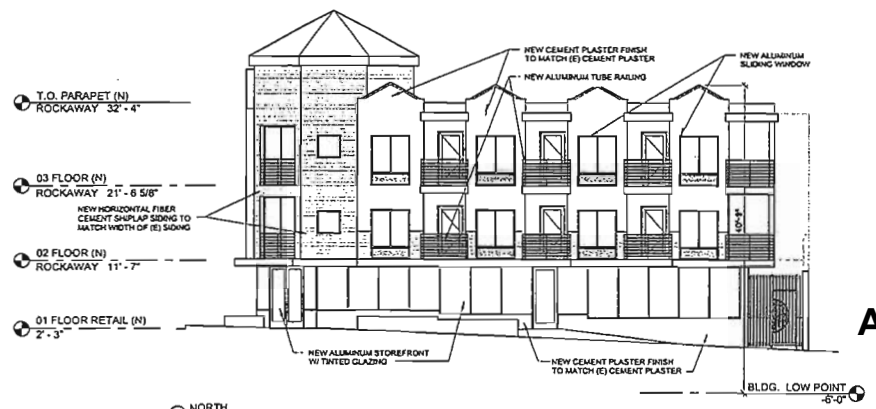 NEW CEMENT PLASTER FINISH
TO MATCH (E) CEMENT PLASTER
NEW ALUMINUM
SLIDING WINDOW
NEW ALUMINUM TUBE RAILING
T.O. PARAPET (N)
ROCKAWAY 32' - 4"
03 FLOOR (N)
ROCKAWAY 21' - 6 5/8"
NEW HORIZONTAL FIBER
CEMENT SHIPLAP SIDING TO
MATCH WIDTH OF (E) SIDING
40'-9"
02 FLOOR (N)
ROCKAWAY 11' - 7"
01 FLOOR RETAIL (N)
2' - 3"
A
NEW ALUMINUM STOREFRONT
W/ TINTED GLAZING
NEW CEMENT PLASTER FINISH
TO MATCH (E) CEMENT PLASTER
BLDG. LOW POINT
-6'-0"
NORTH